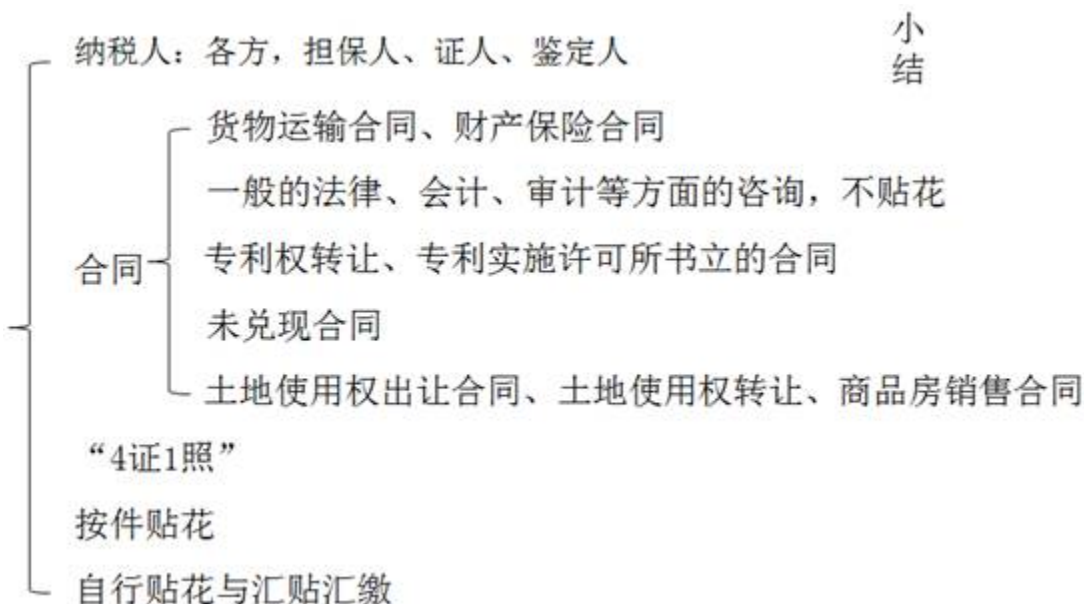 小结
纳税人：各方，担保人、证人、鉴定人
货物运输合同、财产保险合同
一般的法律、会计、审计等方面的咨询，不贴花
合同
专利权转让、专利实施许可所书立的合同
未兑现合同
土地使用权出让合同、土地使用权转让、商品房销售合同
“4证1照”
按件贴花
自行贴花与汇贴汇缴